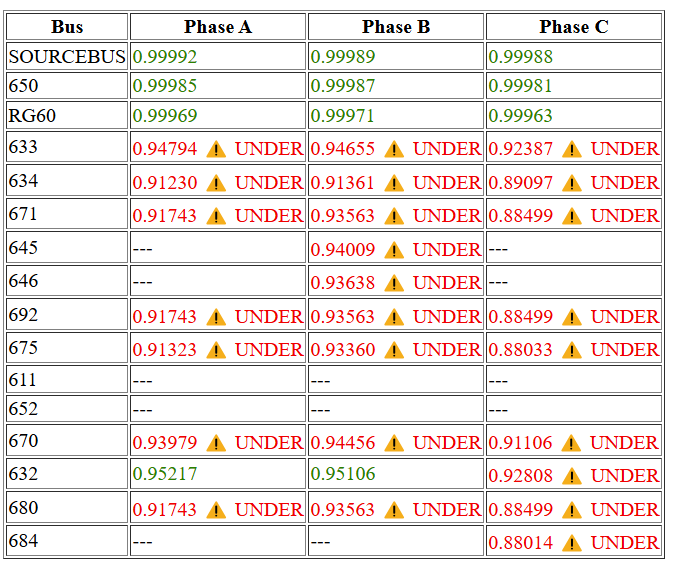 Bus Phase A Phase B Phase C
SOURCEBUS 0.99992 0.99989 0.99988
650 0.99985 0.99987 0.99981
RG60 0.99969 0.99971 0.99963
633 0.94794 ⚠ UNDER 0.94655 ⚠ UNDER 0.92387 ⚠ UNDER
634 0.91230 ⚠ UNDER 0.91361 ⚠ UNDER 0.89097 ⚠ UNDER
671 0.91743 ⚠ UNDER 0.93563 ⚠ UNDER 0.88499 ⚠ UNDER
645 --- 0.94009 ⚠ UNDER ---
646 --- 0.93638 ⚠ UNDER ---
692 0.91743 ⚠ UNDER 0.93563 ⚠ UNDER 0.88499 ⚠ UNDER
675 0.91323 ⚠ UNDER 0.93360 ⚠ UNDER 0.88033 ⚠ UNDER
611 --- --- ---
652 --- --- ---
670 0.93979 ⚠ UNDER 0.94456 ⚠ UNDER 0.91106 ⚠ UNDER
632 0.95217 0.95106 0.92808 ⚠ UNDER
680 0.91743 ⚠ UNDER 0.93563 ⚠ UNDER 0.88499 ⚠ UNDER
684 --- --- 0.88014 ⚠ UNDER